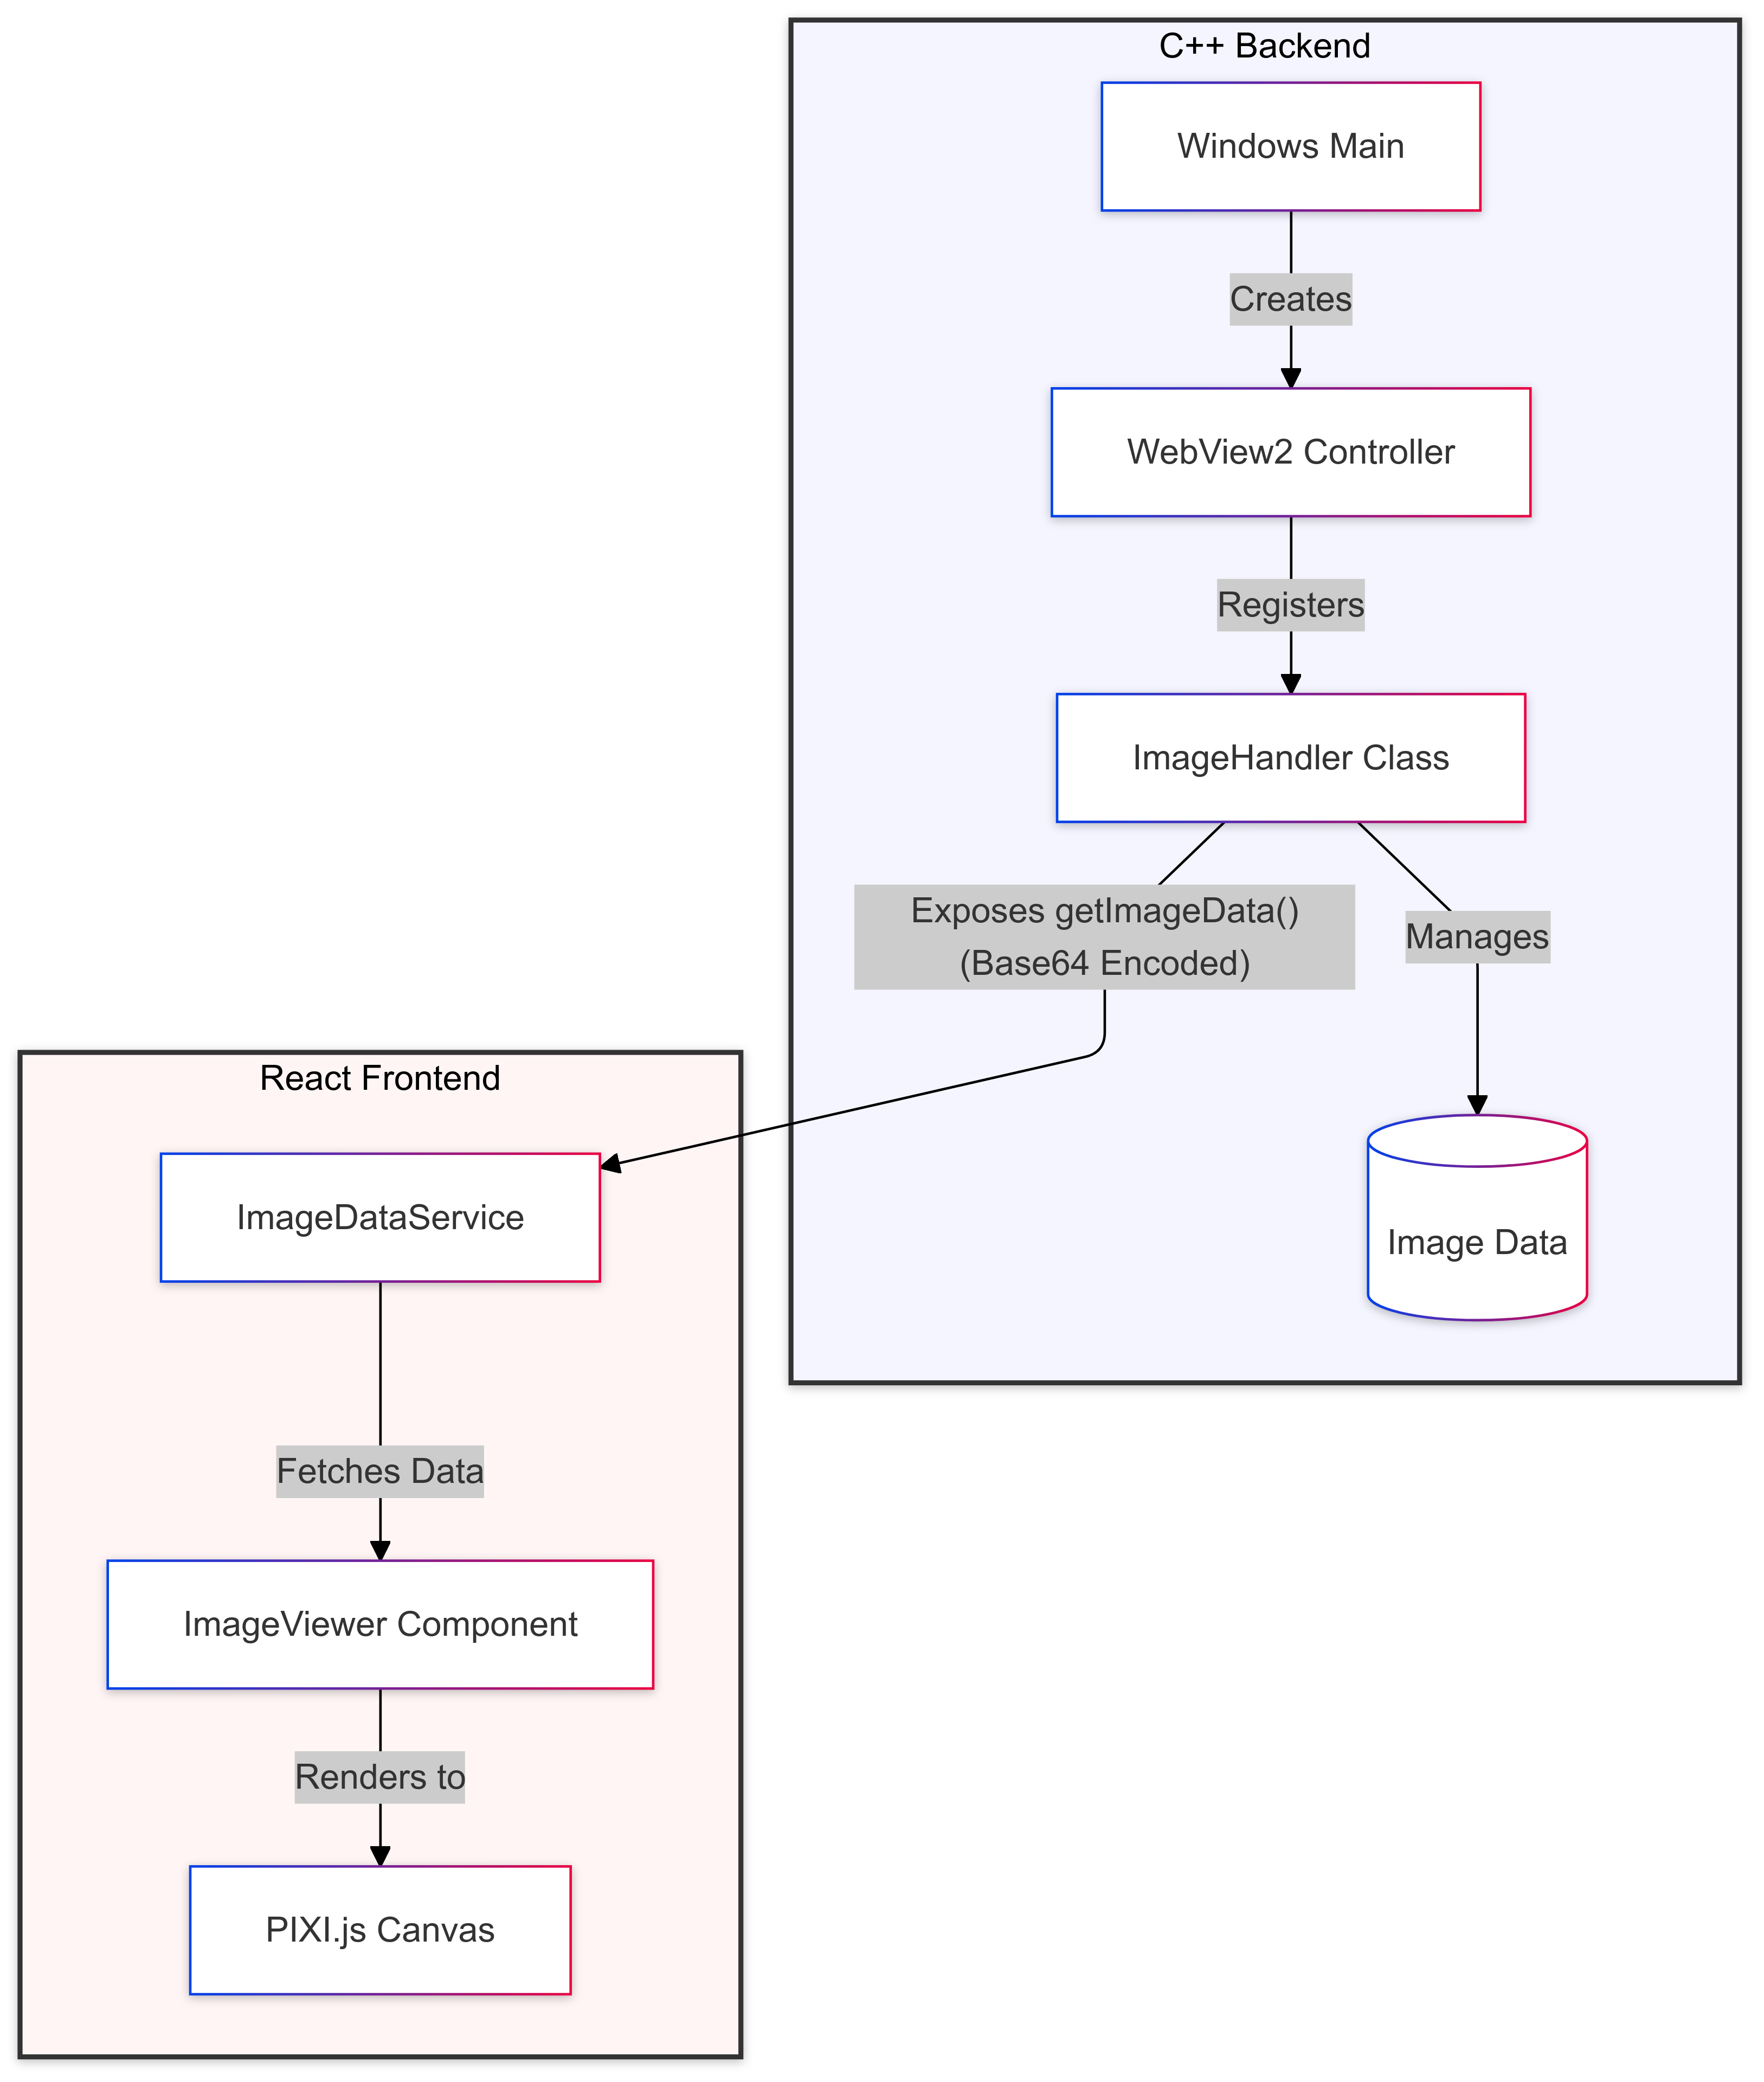 C++ Backend
Windows Main
Creates
WebView2 Controller
Registers
ImageHandler Class
Exposes getImageData()
(Base64 Encoded)
Manages
Image Data
React Frontend
ImageDataService
Fetches Data
ImageViewer Component
Renders to
PIXI.js Canvas